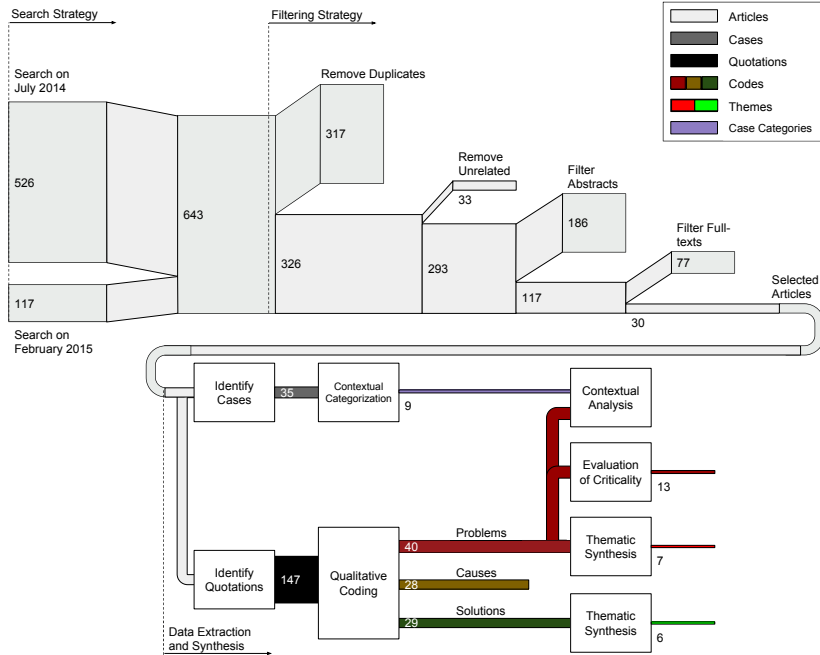 Search Strategy
Filtering Strategy
Articles
Cases
Quotations
Codes
Themes
Case Categories
Search on
July 2014
Remove Duplicates
526
317
643
Remove
Unrelated
33
Filter
Abstracts
186
Filter Full-
texts
77
326
293
117
30
Selected
Articles
117
Search on
February 2015
Identify
Cases
35
Contextual
Categorization
9
Contextual
Analysis
Evaluation
of Criticality
13
Identify
Quotations
147
Qualitative
Coding
Problems
40
Thematic
Synthesis
7
Causes
28
Solutions
29
Thematic
Synthesis
6
Data Extraction
and Synthesis